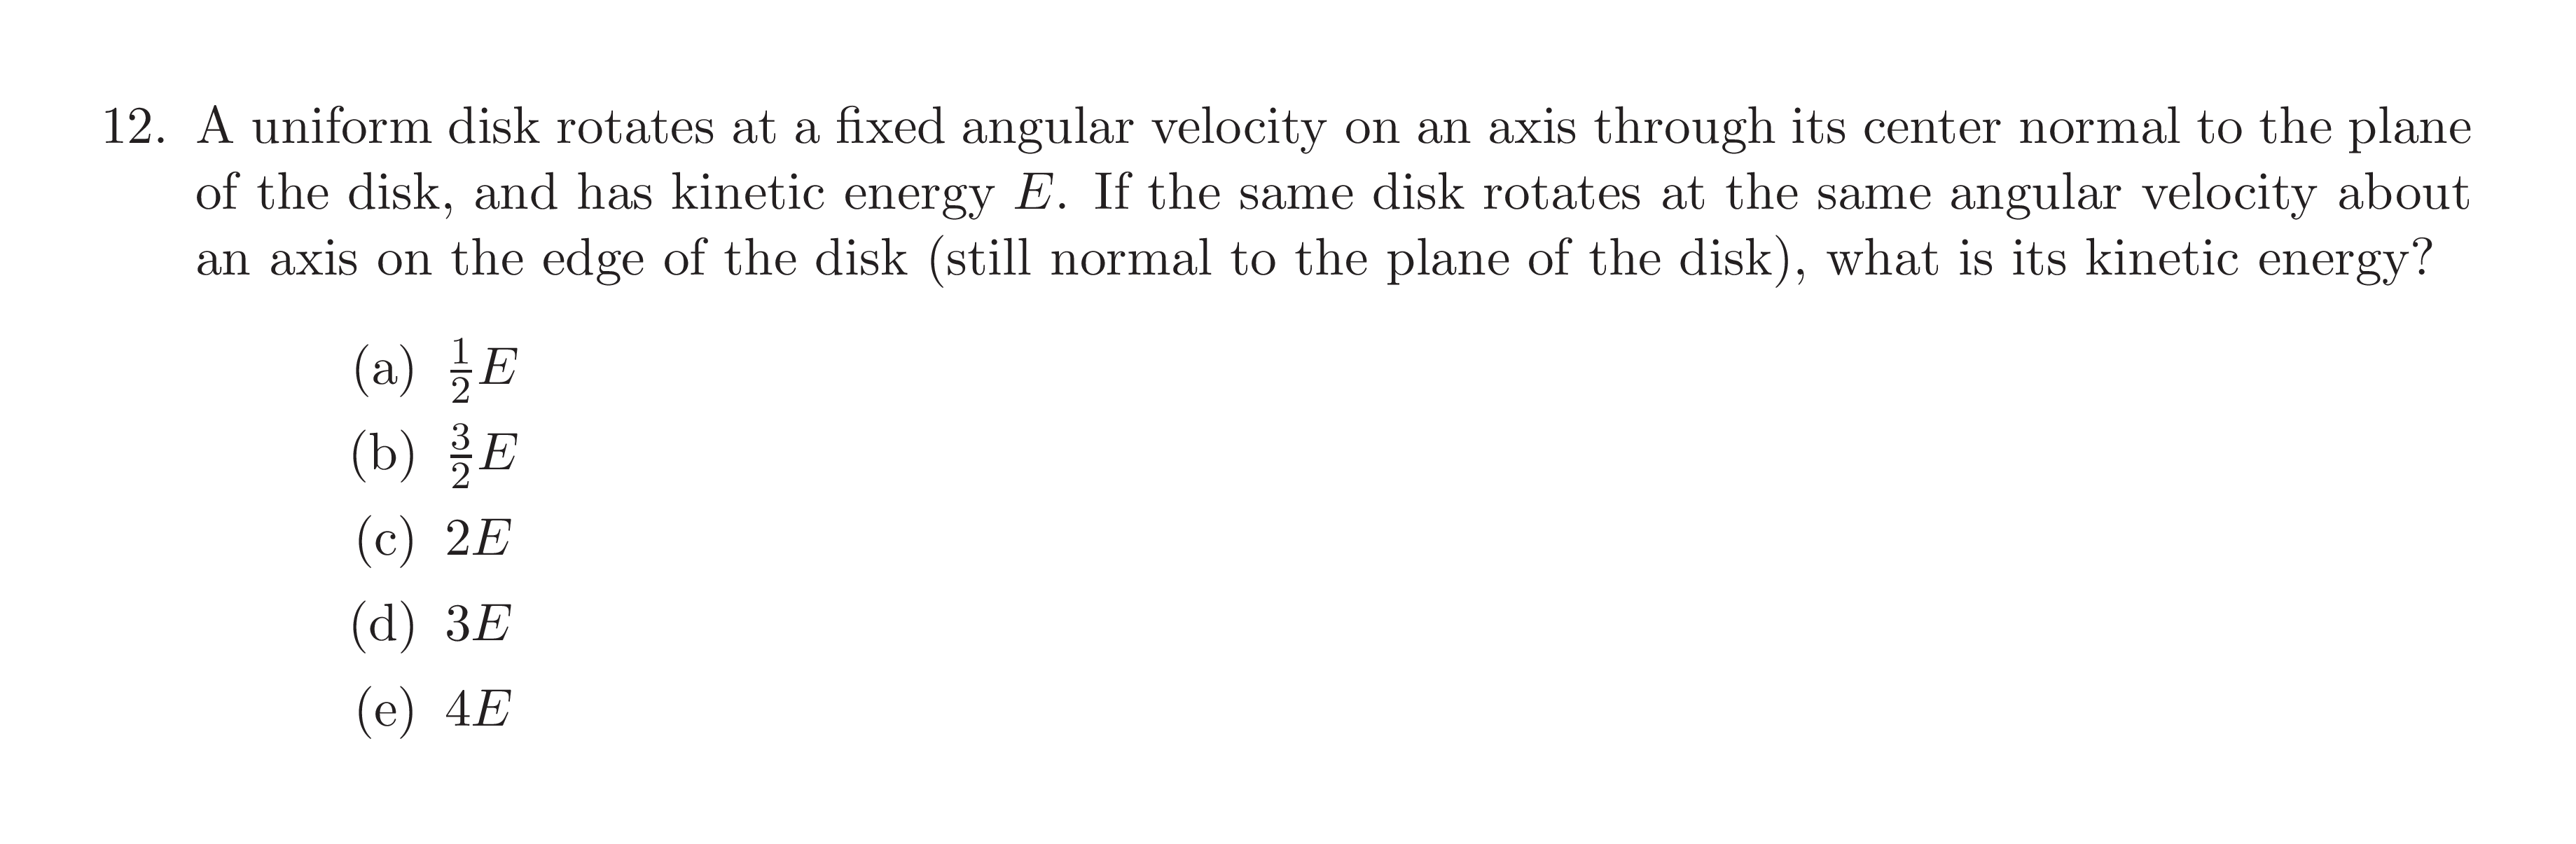 12. A uniform disk rotates at a fixed angular velocity on an axis through its center normal to the plane
of the disk, and has kinetic energy E. If the same disk rotates at the same angular velocity about
an axis on the edge of the disk (still normal to the plane of the disk), what is its kinetic energy?
(a) $\frac{1}{2}E$
(b) $\frac{3}{2}E$
(c) 2E
(d) 3E
(e) 4E